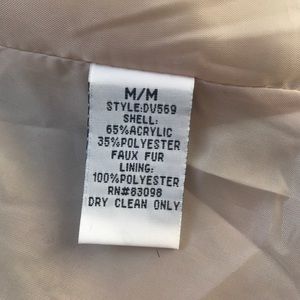 M/M
STYLE:DV569
SHELL:
65%ACRYLIC
35%POLYESTER
FAUX FUR
LINING:
100%POLYESTER
RN#83098
DRY CLEAN ONLY